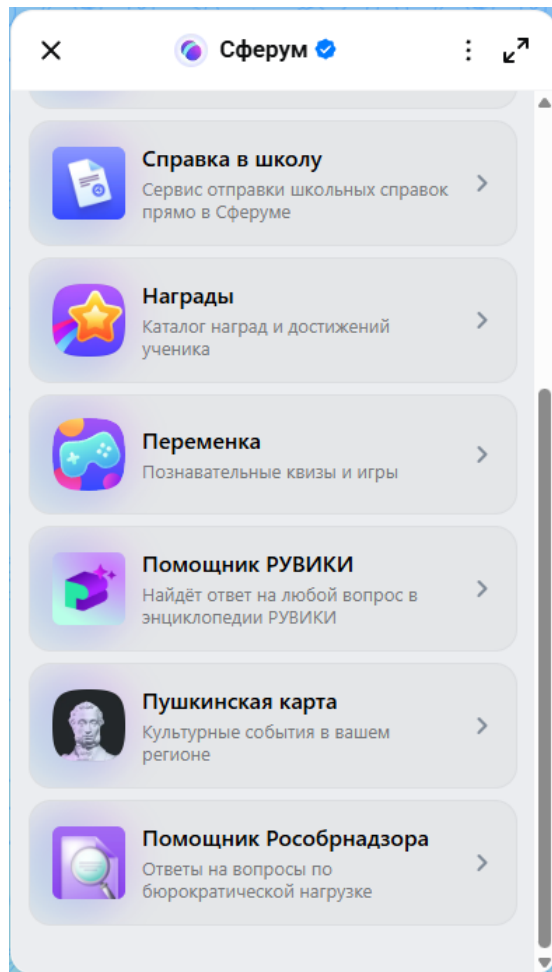 Сферум
Справка в школу
Сервис отправки школьных справок
прямо в Сферуме
Награды
Каталог наград и достижений
ученика
Переменка
Познавательные квизы и игры
Помощник РУВИКИ
Найдёт ответ на любой вопрос в
энциклопедии РУВИКИ
Пушкинская карта
Культурные события в вашем
регионе
Помощник Рособрнадзора
Ответы на вопросы по
бюрократической нагрузке